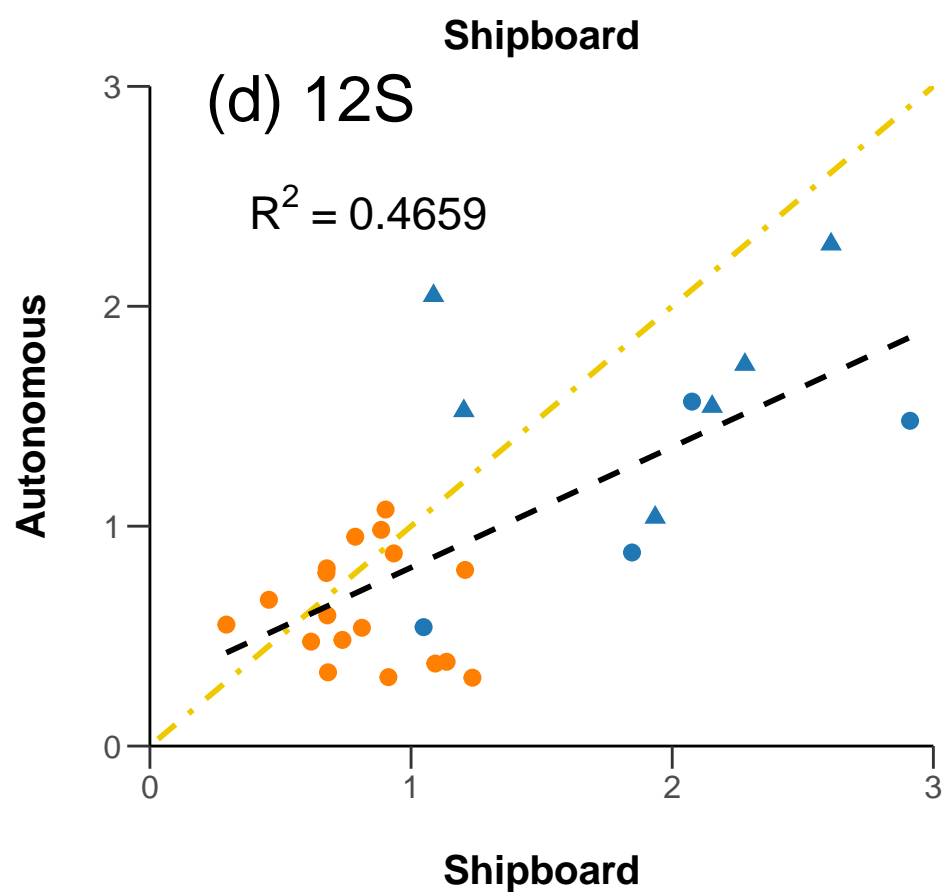 Shipboard
(d) 12S
R² = 0.4659
Autonomous
3
2
1
0
0 1 2 3
Shipboard